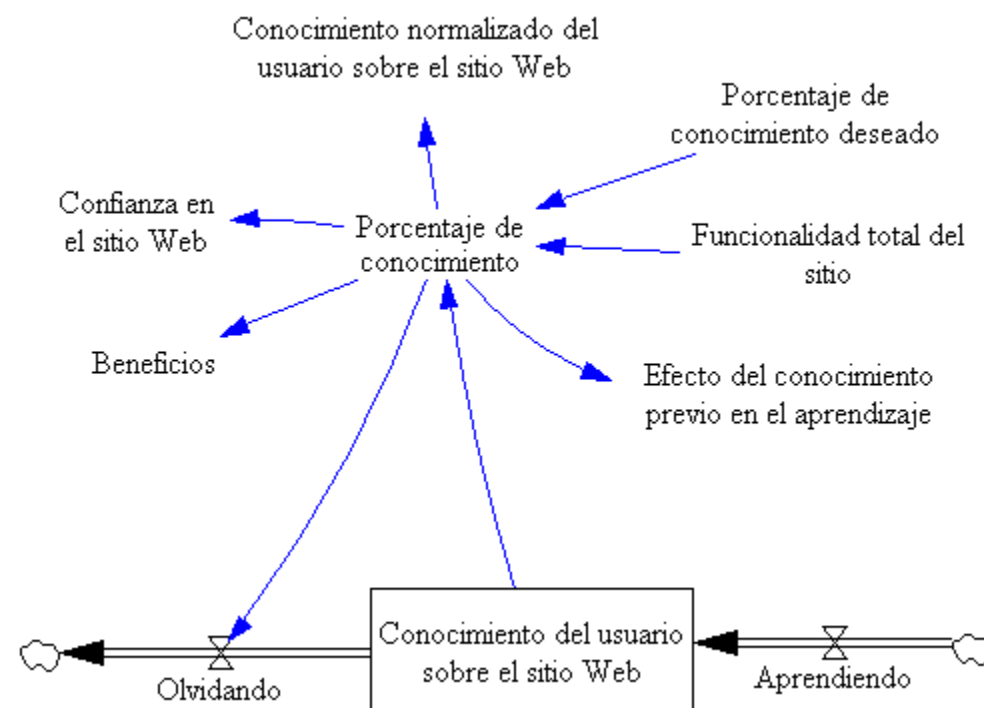 Conocimiento normalizado del
usuario sobre el sitio Web
Porcentaje de
conocimiento deseado
Confianza en
el sitio Web
Porcentaje de
conocimiento
Funcionalidad total del
sitio
Beneficios
Efecto del conocimiento
previo en el aprendizaje
Conocimiento del usuario
sobre el sitio Web
Olvidando
Aprendiendo